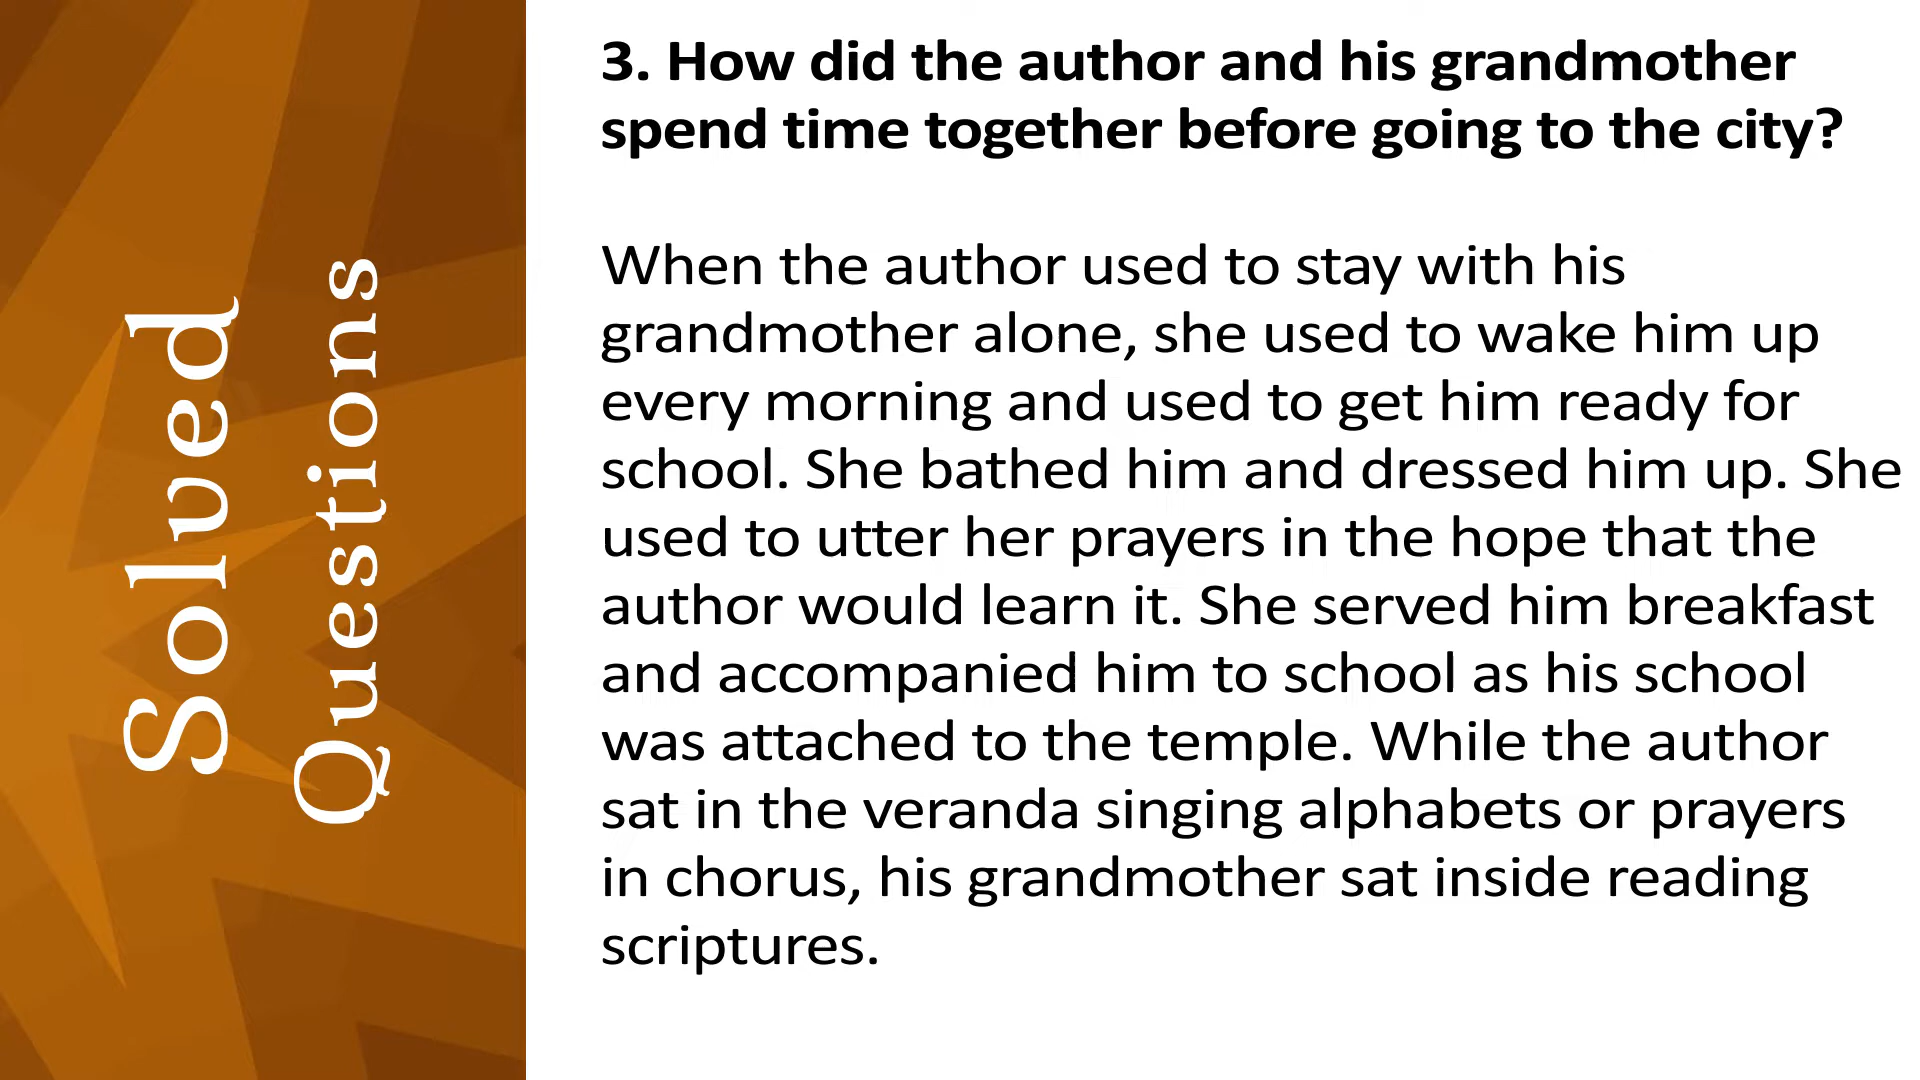 Solved
Questions
3. How did the author and his grandmother
spend time together before going to the city?
When the author used to stay with his
grandmother alone, she used to wake him up
every morning and used to get him ready for
school. She bathed him and dressed him up. She
used to utter her prayers in the hope that the
author would learn it. She served him breakfast
and accompanied him to school as his school
was attached to the temple. While the author
sat in the veranda singing alphabets or prayers
in chorus, his grandmother sat inside reading
scriptures.